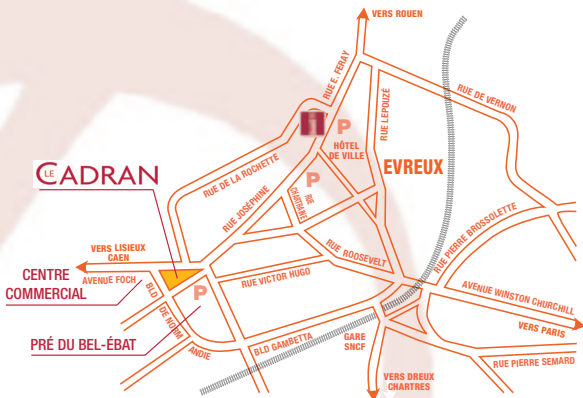 VERS ROUEN
RUE E. FERAY
RUE LEPOUZÉ
RUE DE VERNON
i
P
HÔTEL
DE VILLE
EVREUX
RUE DE LA ROCHETTE
P
RUE
CHARTRAINE
LE CADRAN
RUE JOSÉPHINE
RUE PIERRE BROSSOLETTE
VERS LISIEUX
CAEN
RUE ROOSEVELT
CENTRE
COMMERCIAL
AVENUE FOCH
P
RUE VICTOR HUGO
AVENUE WINSTON CHURCHILL
VERS PARIS
BLD
DE NORM
ANDIE
PRÉ DU BEL-ÉBAT
BLD GAMBETTA
GARE
SNCF
RUE PIERRE SEMARD
VERS DREUX
CHARTRES